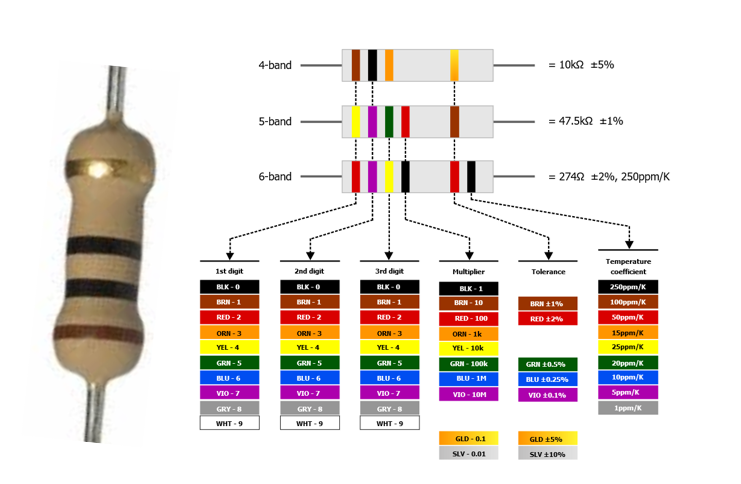 4-band = 10kΩ ±5%
5-band = 47.5kΩ ±1%
6-band = 274Ω ±2%, 250ppm/K
1st digit 2nd digit 3rd digit Multiplier Tolerance Temperature coefficient
BLK - 0 BLK - 0 BLK - 0 BLK - 1 250ppm/K
BRN - 1 BRN - 1 BRN - 1 BRN - 10 BRN ±1% 100ppm/K
RED - 2 RED - 2 RED - 2 RED - 100 RED ±2% 50ppm/K
ORN - 3 ORN - 3 ORN - 3 ORN - 1k 15ppm/K
YEL - 4 YEL - 4 YEL - 4 YEL - 10k 25ppm/K
GRN - 5 GRN - 5 GRN - 5 GRN - 100k GRN ±0.5% 20ppm/K
BLU - 6 BLU - 6 BLU - 6 BLU - 1M BLU ±0.25% 10ppm/K
VIO - 7 VIO - 7 VIO - 7 VIO - 10M VIO ±0.1% 5ppm/K
GRY - 8 GRY - 8 GRY - 8 1ppm/K
WHT - 9 WHT - 9 WHT - 9
GLD - 0.1 GLD ±5%
SLV - 0.01 SLV ±10%